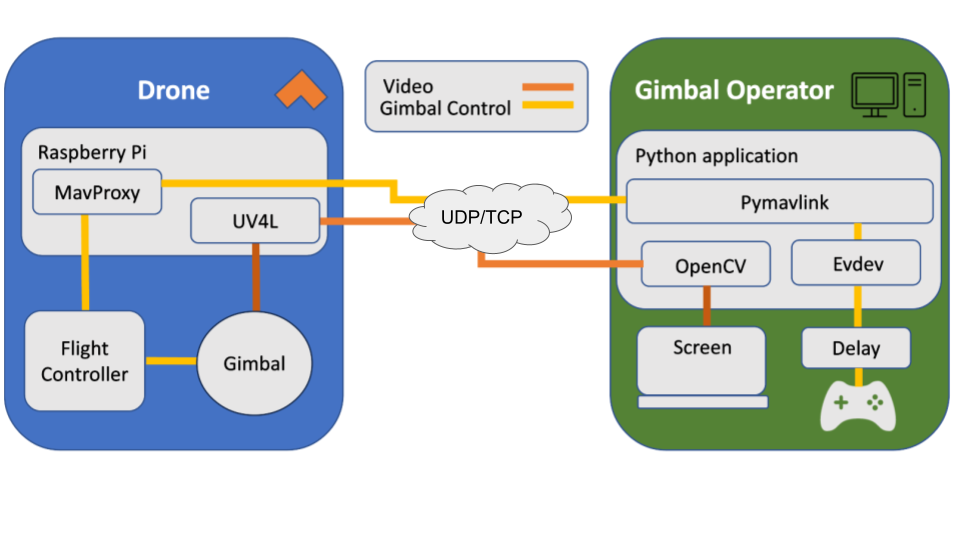 Drone
Raspberry Pi
MavProxy
UV4L
Flight
Controller
Gimbal
Video
Gimbal Control
UDP/TCP
Gimbal Operator
Python application
Pymavlink
OpenCV
Evdev
Screen
Delay